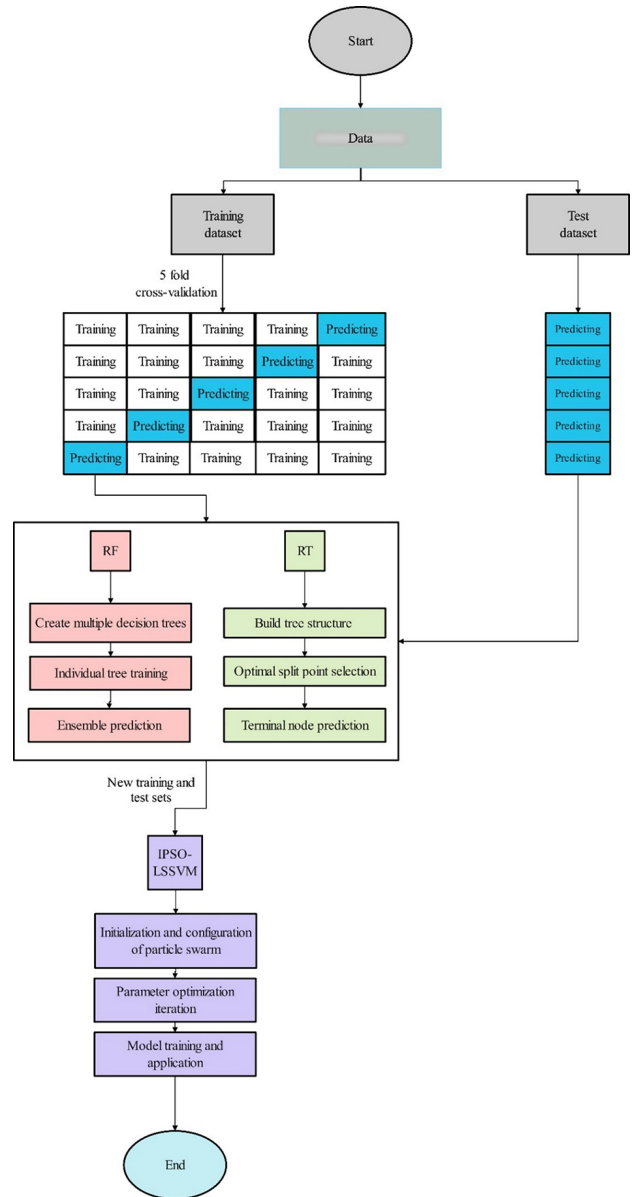 Start
Data
Training
dataset
Test
dataset
5 fold
cross-validation
Training Training Training Training Predicting
Training Training Training Predicting Training
Training Training Predicting Training Training
Training Predicting Training Training Training
Predicting Training Training Training Training
Predicting
Predicting
Predicting
Predicting
Predicting
RF
Create multiple decision trees
Individual tree training
Ensemble prediction
RT
Build tree structure
Optimal split point selection
Terminal node prediction
New training and
test sets
IPSO-
LSSVM
Initialization and configuration
of particle swarm
Parameter optimization
iteration
Model training and
application
End